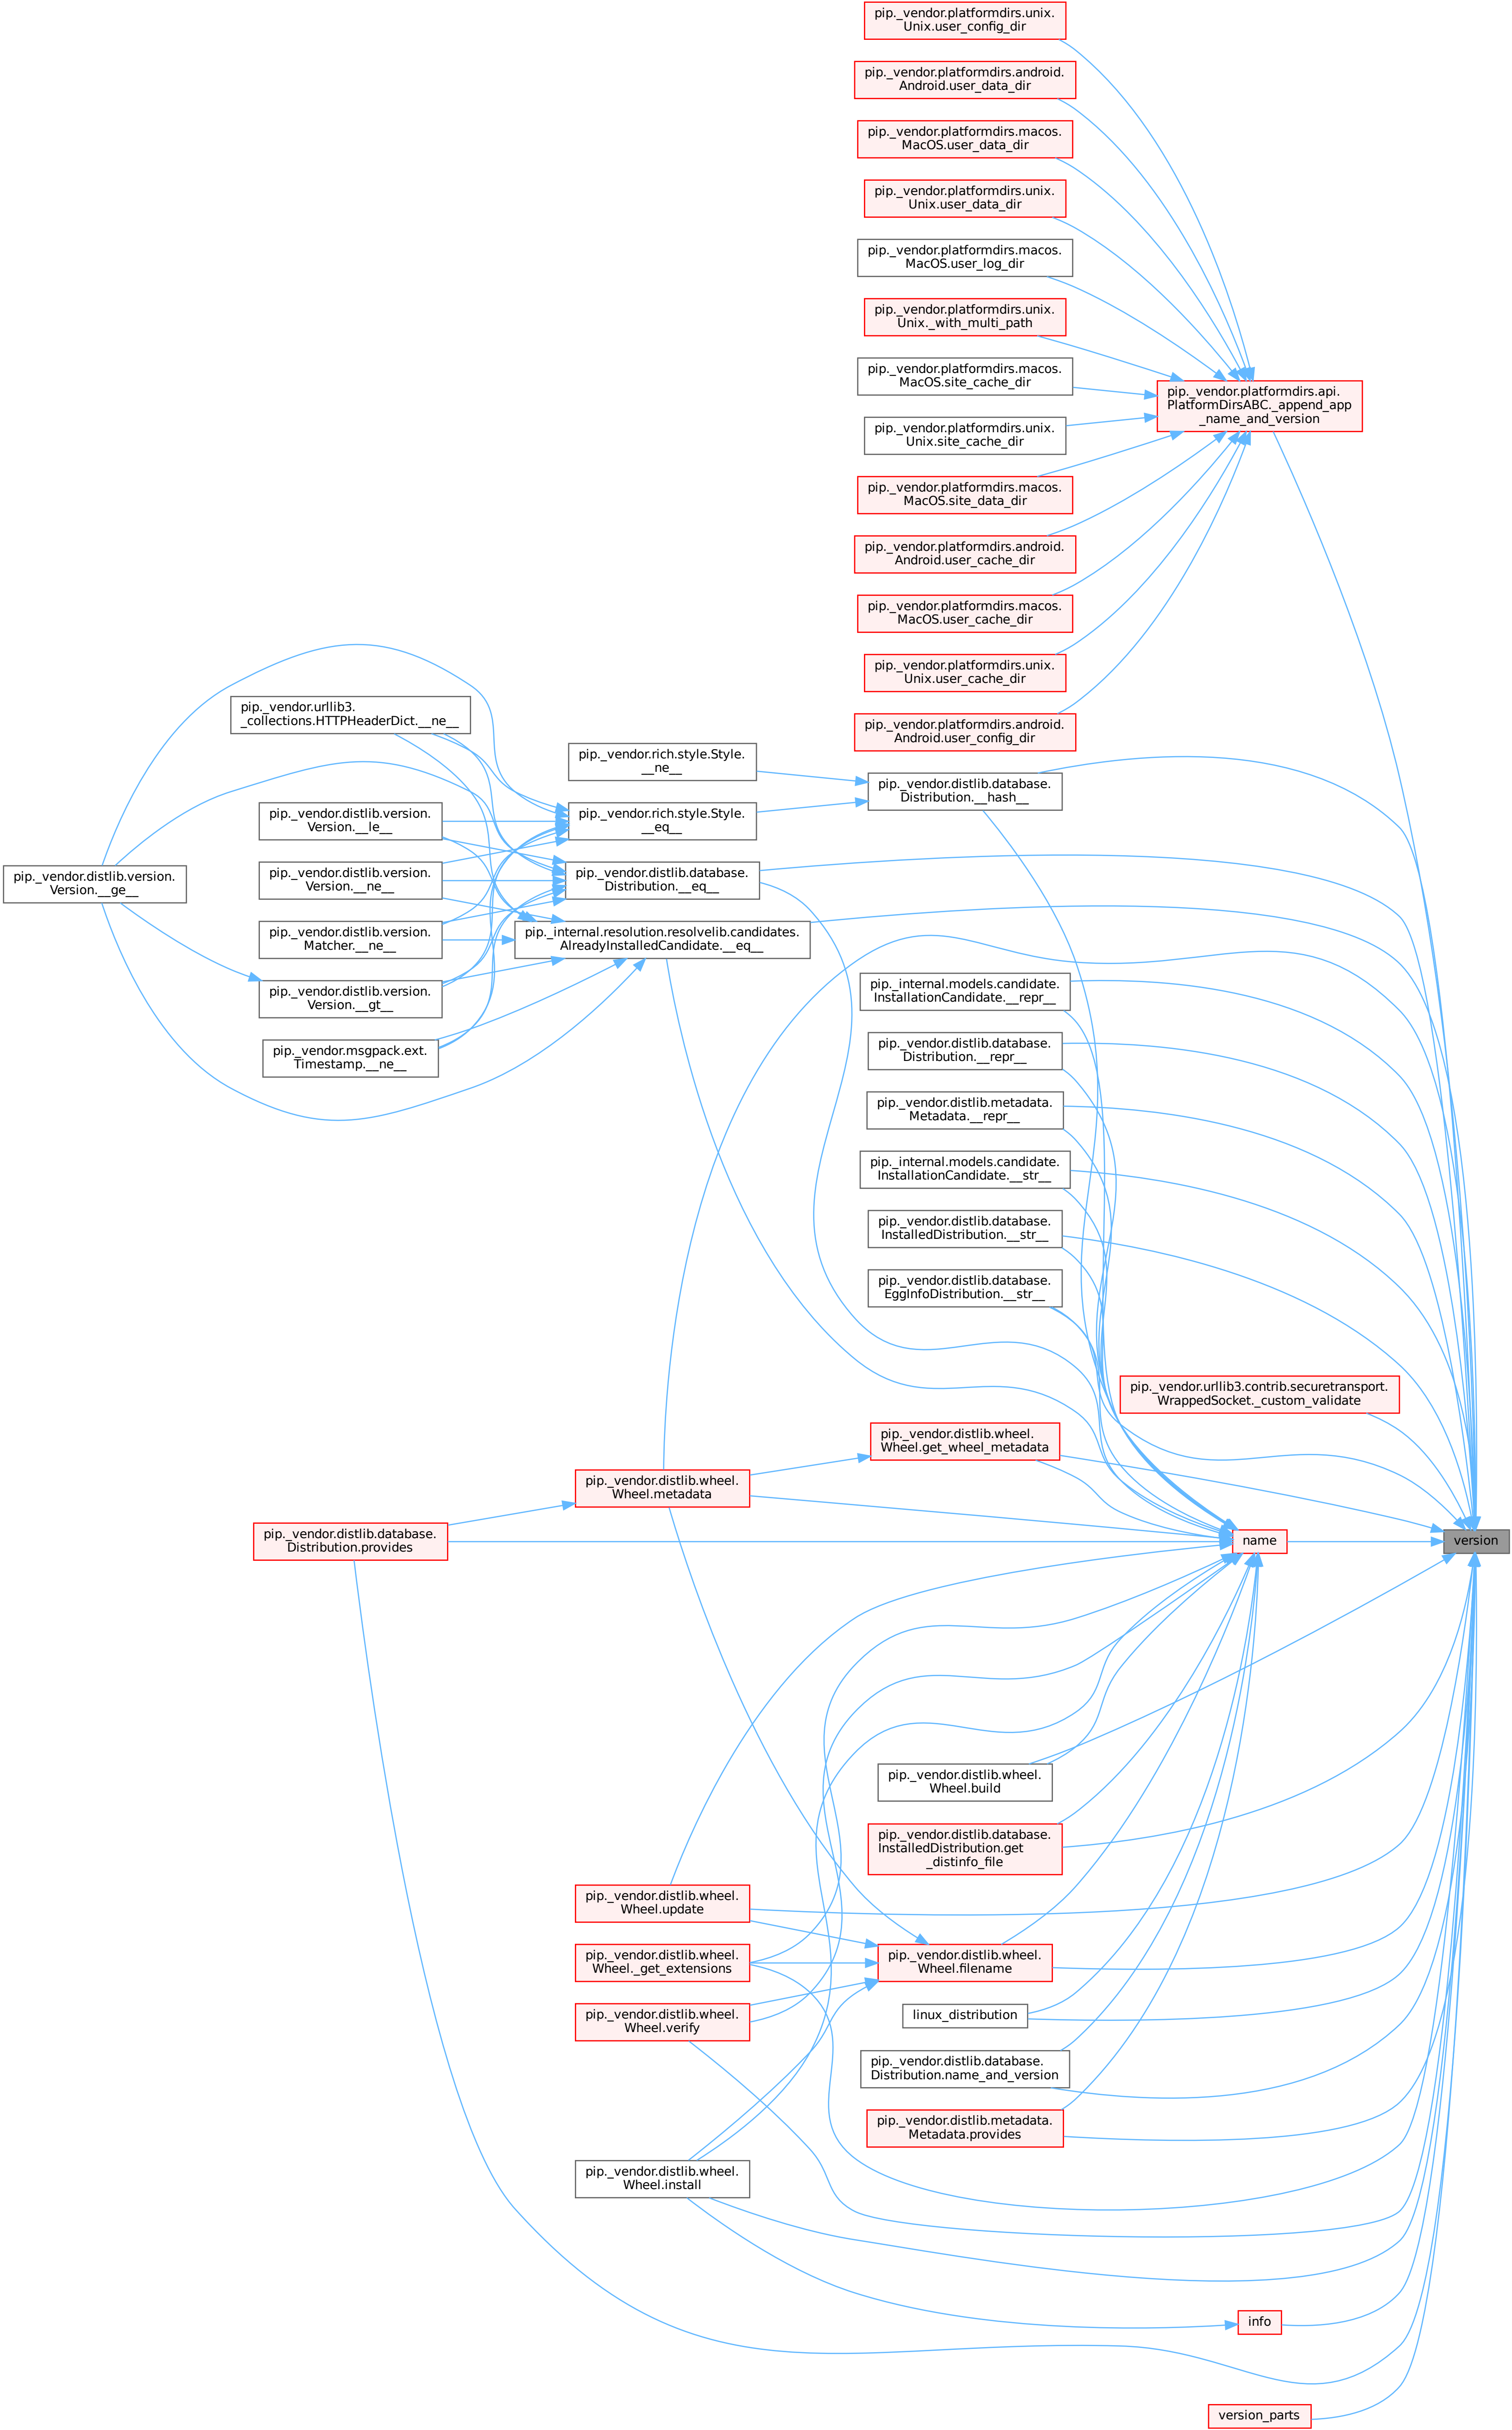 pip._vendor.platformdirs.unix.
Unix.user_config_dir
pip._vendor.platformdirs.android.
Android.user_data_dir
pip._vendor.platformdirs.macos.
MacOS.user_data_dir
pip._vendor.platformdirs.unix.
Unix.user_data_dir
pip._vendor.platformdirs.macos.
MacOS.user_log_dir
pip._vendor.platformdirs.unix.
Unix._with_multi_path
pip._vendor.platformdirs.macos.
MacOS.site_cache_dir
pip._vendor.platformdirs.api.
PlatformDirsABC._append_app
_name_and_version
pip._vendor.platformdirs.unix.
Unix.site_cache_dir
pip._vendor.platformdirs.macos.
MacOS.site_data_dir
pip._vendor.platformdirs.android.
Android.user_cache_dir
pip._vendor.platformdirs.macos.
MacOS.user_cache_dir
pip._vendor.platformdirs.unix.
Unix.user_cache_dir
pip._vendor.platformdirs.android.
Android.user_config_dir
pip._vendor.urllib3.
_collections.HTTPHeaderDict.__ne__
pip._vendor.rich.style.Style.
__ne__
pip._vendor.distlib.database.
Distribution.__hash__
pip._vendor.distlib.version.
Version.__le__
pip._vendor.rich.style.Style.
__eq__
pip._vendor.distlib.version.
Version.__ge__
pip._vendor.distlib.version.
Version.__ne__
pip._vendor.distlib.database.
Distribution.__eq__
pip._vendor.distlib.version.
Matcher.__ne__
pip._internal.resolution.resolvelib.candidates.
AlreadyInstalledCandidate.__eq__
pip._vendor.distlib.version.
Version.__gt__
pip._internal.models.candidate.
InstallationCandidate.__repr__
pip._vendor.msgpack.ext.
Timestamp.__ne__
pip._vendor.distlib.database.
Distribution.__repr__
pip._vendor.distlib.metadata.
Metadata.__repr__
pip._internal.models.candidate.
InstallationCandidate.__str__
pip._vendor.distlib.database.
InstalledDistribution.__str__
pip._vendor.distlib.database.
EggInfoDistribution.__str__
pip._vendor.urllib3.contrib.securetransport.
WrappedSocket._custom_validate
pip._vendor.distlib.wheel.
Wheel.get_wheel_metadata
pip._vendor.distlib.wheel.
Wheel.metadata
pip._vendor.distlib.database.
Distribution.provides
name
version
pip._vendor.distlib.wheel.
Wheel.build
pip._vendor.distlib.database.
InstalledDistribution.get
_distinfo_file
pip._vendor.distlib.wheel.
Wheel.update
pip._vendor.distlib.wheel.
Wheel._get_extensions
pip._vendor.distlib.wheel.
Wheel.filename
pip._vendor.distlib.wheel.
Wheel.verify
linux_distribution
pip._vendor.distlib.database.
Distribution.name_and_version
pip._vendor.distlib.metadata.
Metadata.provides
pip._vendor.distlib.wheel.
Wheel.install
info
version_parts